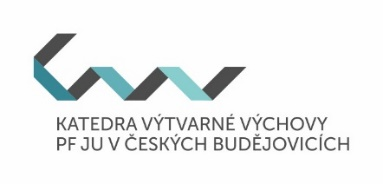 KATEDRA VÝTVARNÉ VÝCHOVY
PF JU V ČESKÝCH BUDĚJOVICÍCH